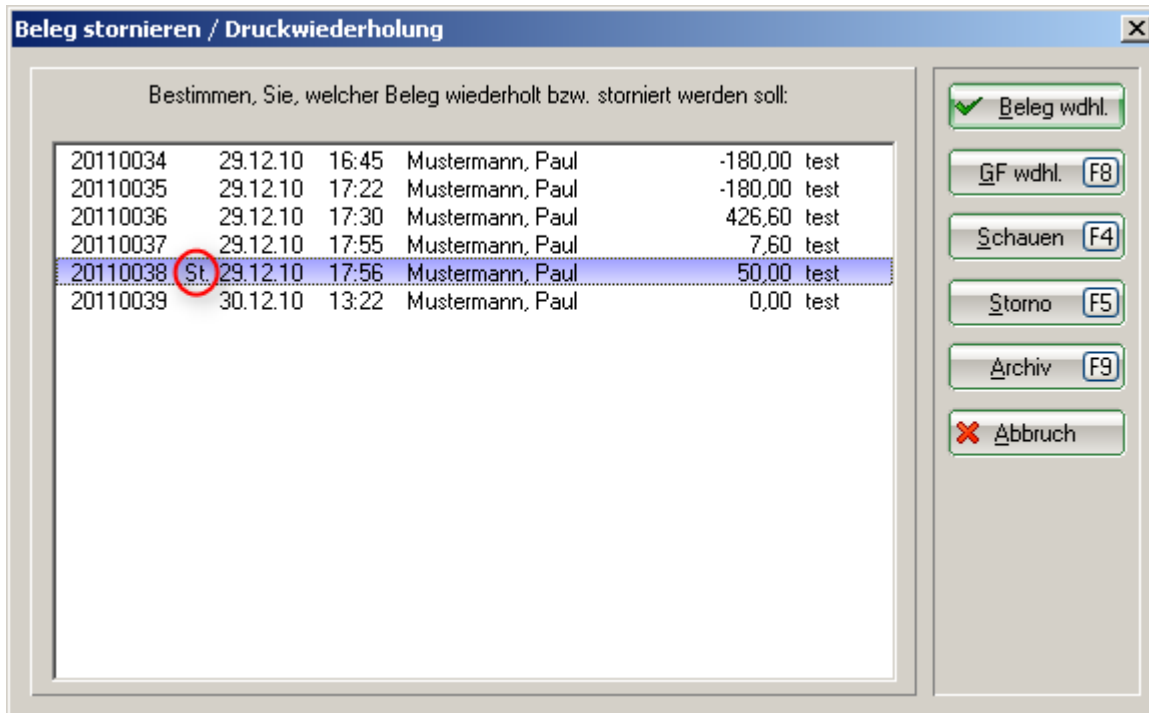 Beleg stornieren / Druckwiederholung
Bestimmen, Sie, welcher Beleg wiederholt bzw. storniert werden soll:
20110034 29.12.10 16:45 Mustermann, Paul -180,00 test
20110035 29.12.10 17:22 Mustermann, Paul -180,00 test
20110036 29.12.10 17:30 Mustermann, Paul 426,60 test
20110037 29.12.10 17:55 Mustermann, Paul 7,60 test
20110038 St. 29.12.10 17:56 Mustermann, Paul 50,00 test
20110039 30.12.10 13:22 Mustermann, Paul 0,00 test
Beleg wdhl.
GF wdhl. F8
Schauen F4
Storno F5
Archiv F9
Abbruch